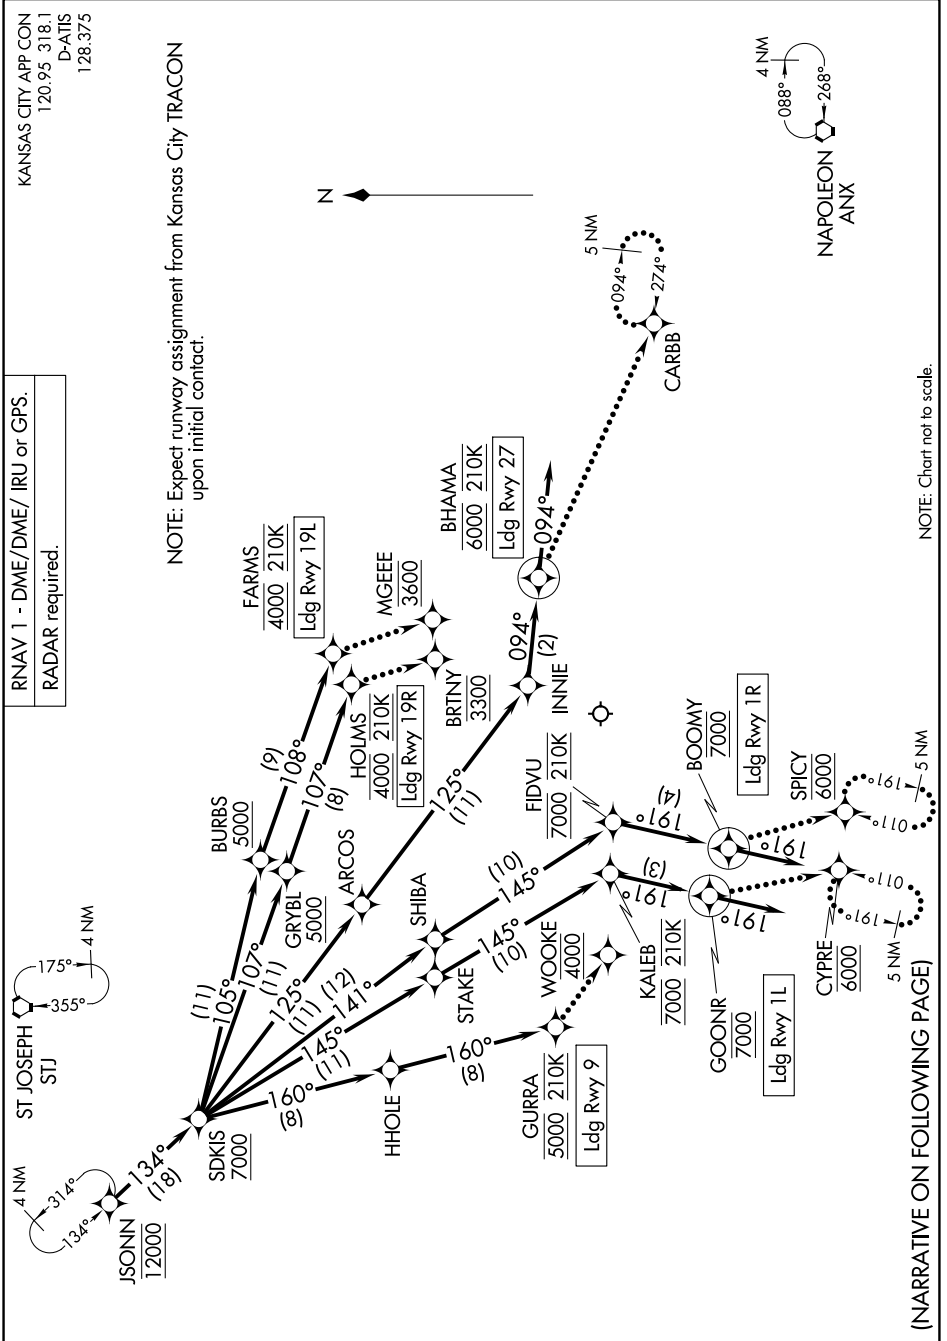 KANSAS CITY APP CON
120.95 318.1
D-ATIS
128.375
RNAV 1 - DME/DME/ IRU or GPS.
RADAR required.
NOTE: Expect runway assignment from Kansas City TRACON
upon initial contact.
ST JOSEPH
STJ
175°
355°
4 NM
4 NM
314°
134°
JSONN
12000
134°
(18)
SDKIS
7000
(11)
105°
107°
(11)
125°
(11)
(12)
141°
145°
(11)
160°
(8)
BURBS
5000
GRYBL
5000
(9)
108°
107°
(8)
FARMS
4000 210K
Ldg Rwy 19L
HOLMS
4000 210K
Ldg Rwy 19R
MGEEE
3600
BRTNY
3300
ARCOS
125°
(11)
INNIE
094°
(2)
BHAMA
6000 210K
Ldg Rwy 27
094°
CARBB
094°
274°
5 NM
N
NAPOLEON
ANX
088°
268°
4 NM
SHIBA
(10)
145°
STAKE
145°
(10)
HHOLE
160°
(8)
GURRA
5000 210K
Ldg Rwy 9
WOOKE
4000
FIDVU
7000 210K
191°
(4)
BOOMY
7000
Ldg Rwy 1R
191°
SPICY
6000
191°
011°
5 NM
KALEB
7000 210K
191°
(3)
GOONR
7000
Ldg Rwy 1L
191°
CYPRE
6000
191°
011°
5 NM
NOTE: Chart not to scale.
(NARRATIVE ON FOLLOWING PAGE)